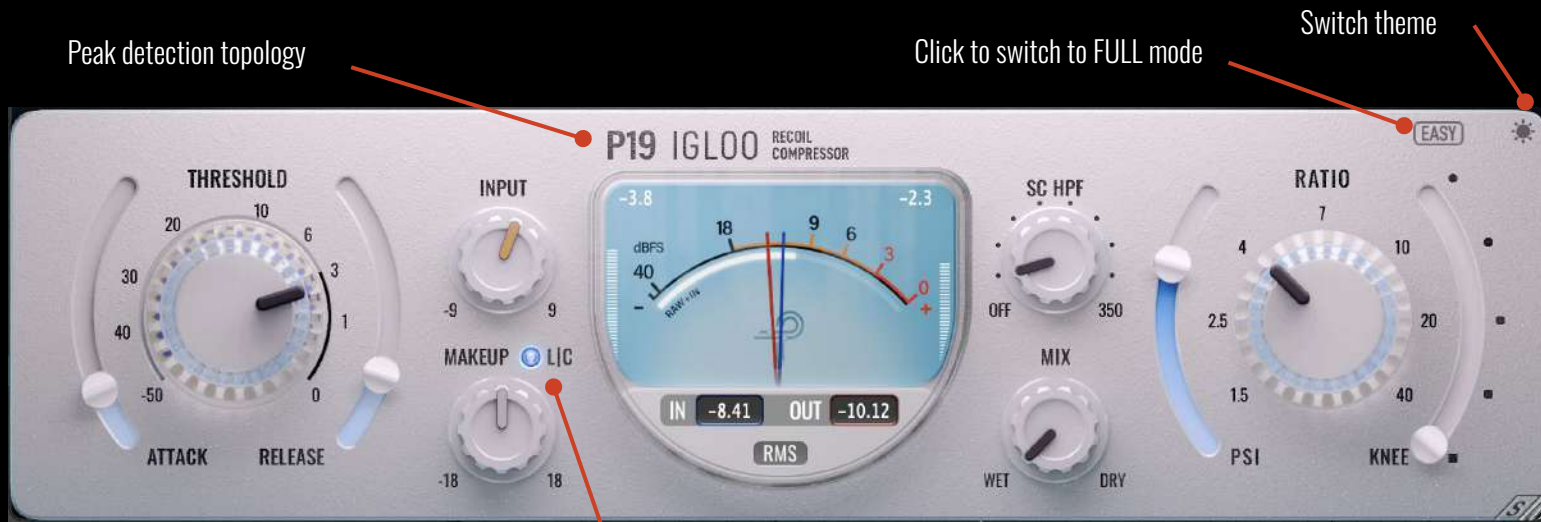 Switch theme
Peak detection topology
Click to switch to FULL mode
P19 IGLOO RECOIL COMPRESSOR
EASY
THRESHOLD
INPUT
SC HPF
RATIO
-3.8
-2.3
10
20
6
30
3
40
1
-50
0
ATTACK
RELEASE
-9
9
MAKEUP
L|C
-18
18
dBFS
40
18
9
6
3
0
-
+
RAW+IN
IN -8.41 OUT -10.12
RMS
OFF
350
MIX
WET
DRY
7
4
10
2.5
20
1.5
40
PSI
KNEE